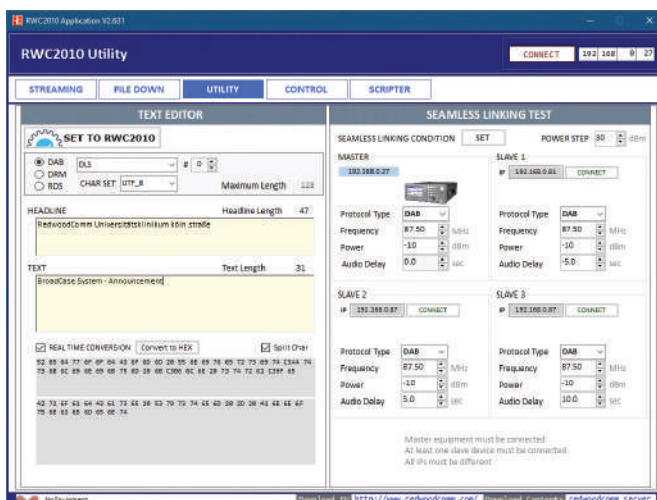 RWC2010 Application V2.631
RWC2010 Utility
CONNECT
192 168 0 27
STREAMING
FILE DOWN
UTILITY
CONTROL
SCRIPTER
TEXT EDITOR
SET TO RWC2010
DAB
DRM
RDS
DLS
# 0
CHAR SET UTF_8
Maximum Length 128
HEADLINE
Headline Length 47
RedwoodComm Universitätsklinikum köln straße
TEXT
Text Length 31
BroadCase System - Announcement
REAL TIME CONVERSION
Convert to HEX
Split Char
SEAMLESS LINKING TEST
SEAMLESS LINKING CONDITION
SET
POWER STEP 30 dBm
MASTER
192.168.0.27
Protocol Type DAB
Frequency 87.50 MHz
Power -10 dBm
Audio Delay 0.0 sec
SLAVE 1
IP 192.168.0.81 CONNECT
Protocol Type DAB
Frequency 87.50 MHz
Power -10 dBm
Audio Delay -5.0 sec
SLAVE 2
IP 192.168.0.87 CONNECT
Protocol Type DAB
Frequency 87.50 MHz
Power -10 dBm
Audio Delay 5.0 sec
SLAVE 3
IP 192.168.0.87 CONNECT
Protocol Type DAB
Frequency 87.50 MHz
Power -10 dBm
Audio Delay 10.0 sec
Master equipment must be connected
At least one slave device must be connected
All IPs must be different